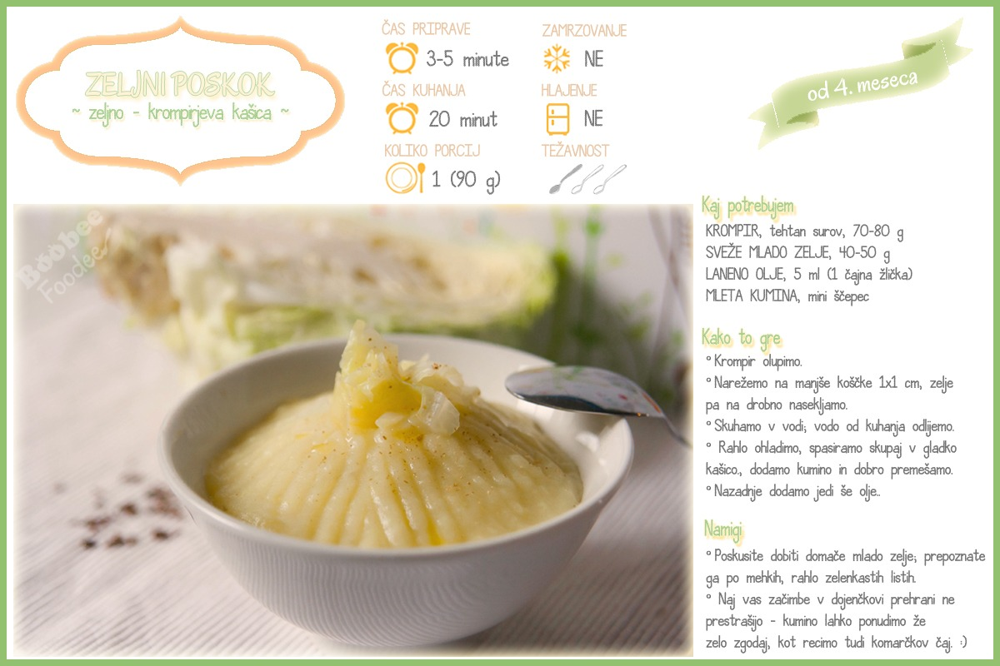 ZELJNI POSKOK
~ zeljno - krompirjeva kašica ~
ČAS PRIPRAVE
3-5 minute
ČAS KUHANJA
20 minut
KOLIKO PORCIJ
1 (90 g)
ZAMRZOVANJE
NE
HLAJENJE
NE
TEŽAVNOST
od 4. meseca
Boobee
Foodee
Kaj potrebujem
KROMPIR, tehtan surov, 70-80 g
SVEŽE MLADO ZELJE, 40-50 g
LANENO OLJE, 5 ml (1 čajna žlička)
MLETA KUMINA, mini ščepec
Kako to gre
° Krompir olupimo.
° Narežemo na manjše koščke 1x1 cm, zelje
pa na drobno nasekljamo.
° Skuhamo v vodi; vodo od kuhanja odlijemo.
° Rahlo ohladimo, spasiramo skupaj v gladko
kašico., dodamo kumino in dobro premešamo.
° Nazadnje dodamo jedi še olje..
Namigi
° Poskusite dobiti domače mlado zelje; prepoznate
ga po mehkih, rahlo zelenkastih listih.
° Naj vas začimbe v dojenčkovi prehrani ne
prestrašijo - kumino lahko ponudimo že
zelo zgodaj, kot recimo tudi komarčkov čaj. :)